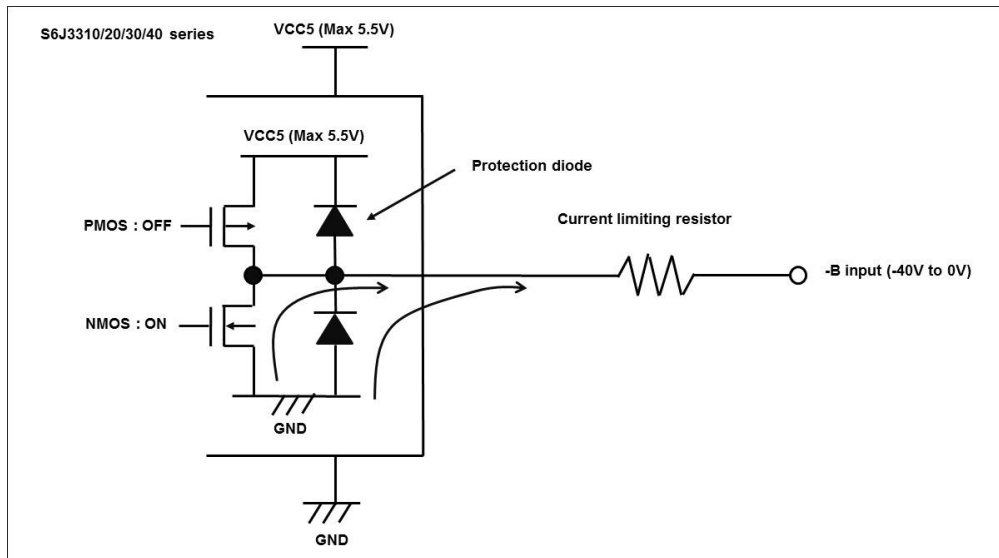 S6J3310/20/30/40 series
VCC5 (Max 5.5V)
VCC5 (Max 5.5V)
Protection diode
PMOS : OFF
Current limiting resistor
-B input (-40V to 0V)
NMOS : ON
GND
GND